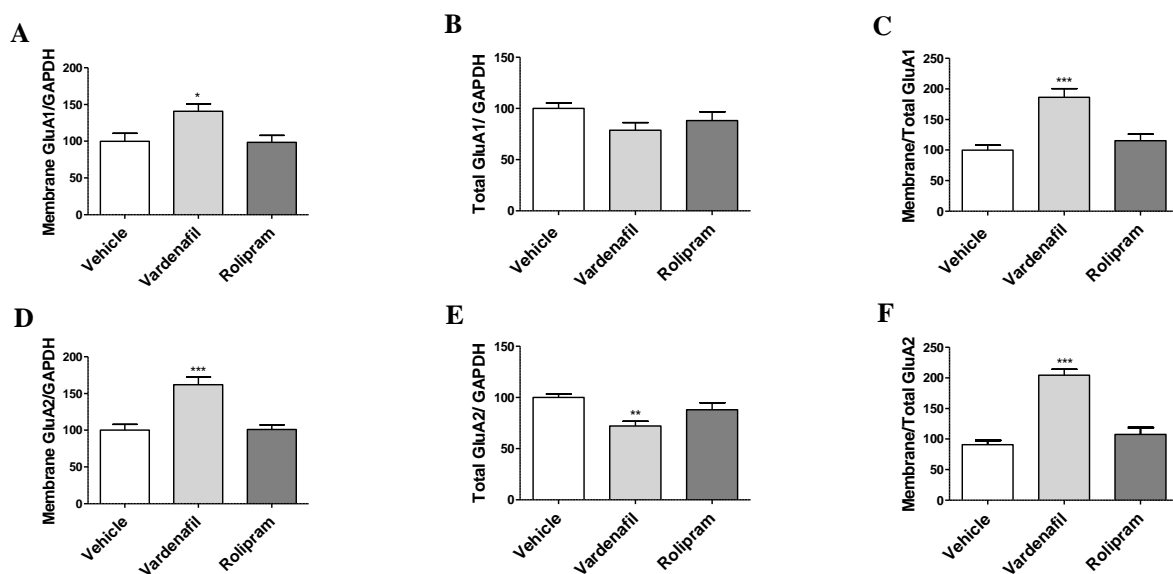 A
Membrane GluA1/GAPDH
200
150
100
50
0
*
Vehicle
Vardenafil
Rolipram
B
Total GluA1/ GAPDH
150
100
50
0
Vehicle
Vardenafil
Rolipram
C
Membrane/Total GluA1
250
200
150
100
50
0
***
Vehicle
Vardenafil
Rolipram
D
Membrane GluA2/GAPDH
200
150
100
50
0
***
Vehicle
Vardenafil
Rolipram
E
Total GluA2/ GAPDH
150
100
50
0
**
Vehicle
Vardenafil
Rolipram
F
Membrane/Total GluA2
250
200
150
100
50
0
***
Vehicle
Vardenafil
Rolipram